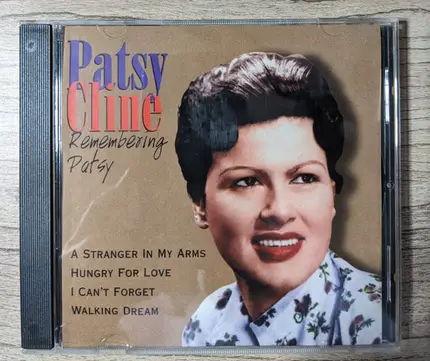 Patsy
Cline
Remembering
Patsy
A STRANGER IN MY ARMS
HUNGRY FOR LOVE
I CAN'T FORGET
WALKING DREAM